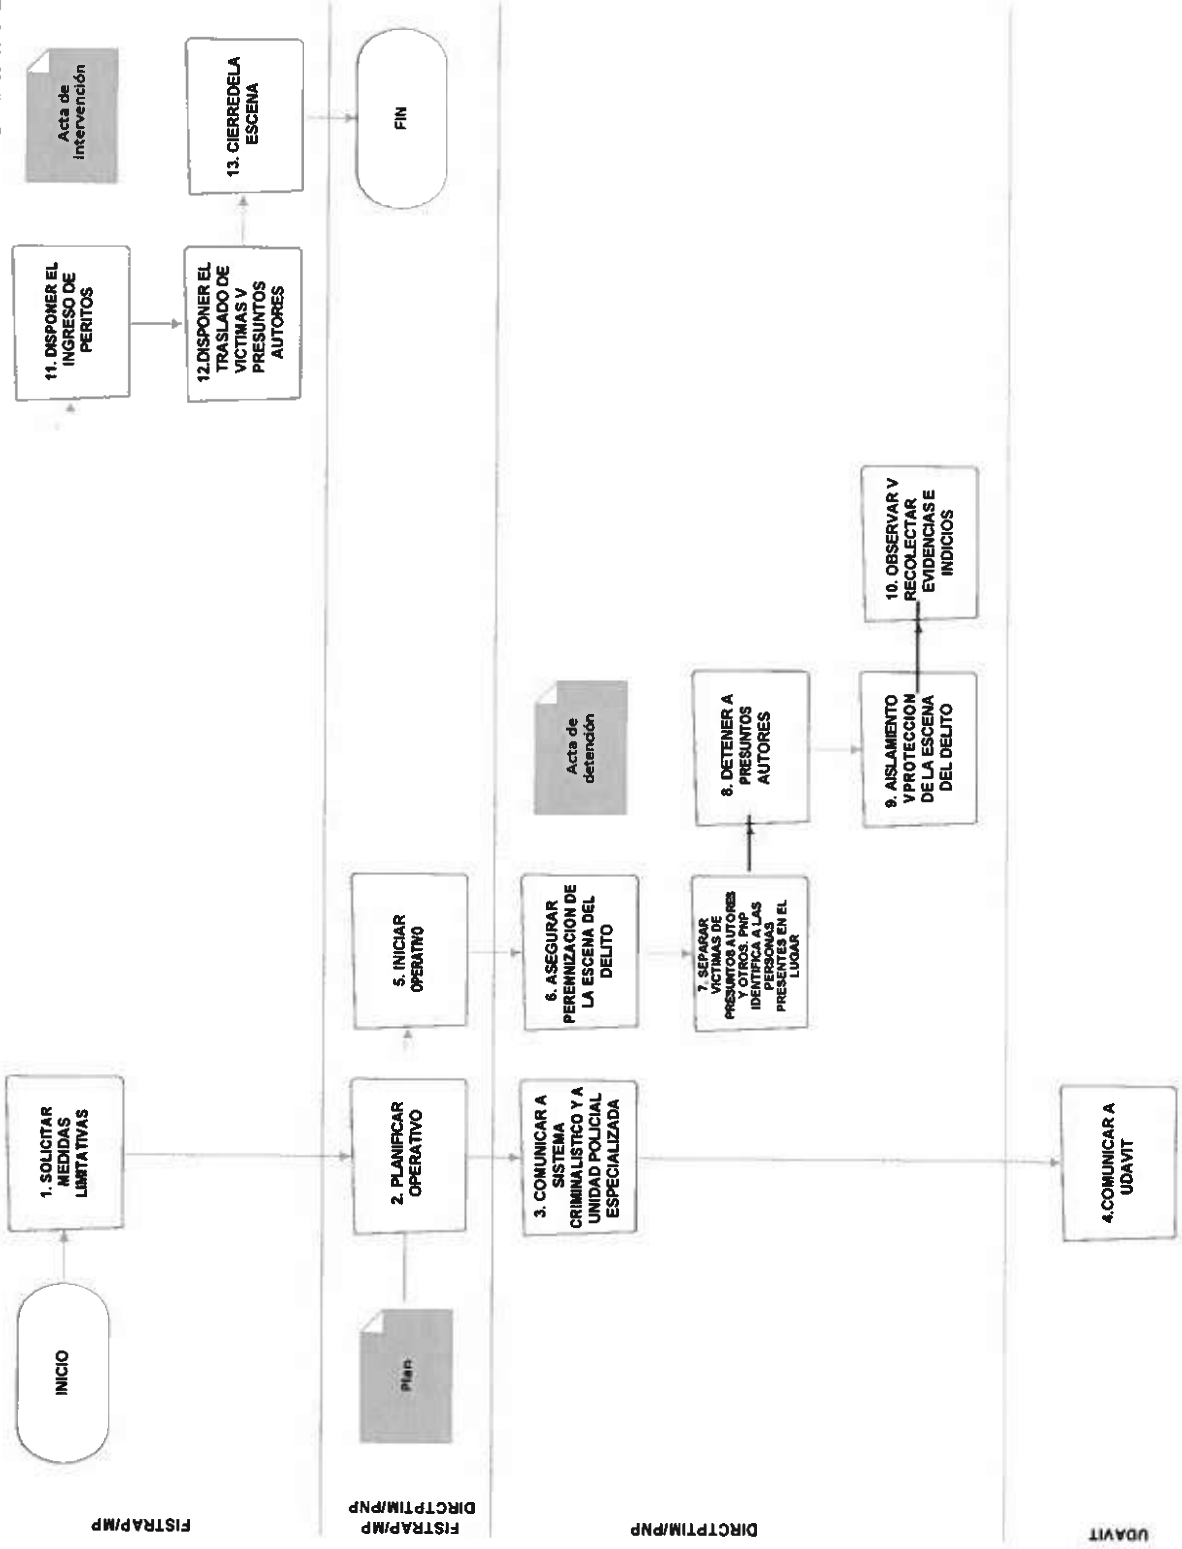 FISTRAP/MP
INICIO
1. SOLICITAR
MEDIDAS
LIMITATIVAS
11. DISPONER EL
INGRESO DE
PERITOS
12.DISPONER EL
TRASLADO DE
VICTIMAS V
PRESUNTOS
AUTORES
Acta de
Intervención
13. CIERREDELA
ESCENA
FISTRAP/MP
DIRCTPTIM/PNP
Plan
2. PLANIFICAR
OPERATIVO
5. INICIAR
OPERATIVO
FIN
DIRCTPTIM/PNP
3. COMUNICAR A
SISTEMA
CRIMINALISTICO Y A
UNIDAD POLICIAL
ESPECIALIZADA
6. ASEGURAR
PERENNIZACION DE
LA ESCENA DEL
DELITO
7. SEPARAR
VICTIMAS DE
PRESUNTOS AUTORES
Y OTROS. PNP
IDENTIFICA A LAS
PERSONAS
PRESENTES EN EL
LUGAR
Acta de
detención
8. DETENER A
PRESUNTOS
AUTORES
9. AISLAMIENTO
VPROTECCION
DE LA ESCENA
DEL DELITO
10. OBSERVAR V
RECOLECTAR
EVIDENCIAS E
INDICIOS
UDAVIT
4.COMUNICAR A
UDAVIT